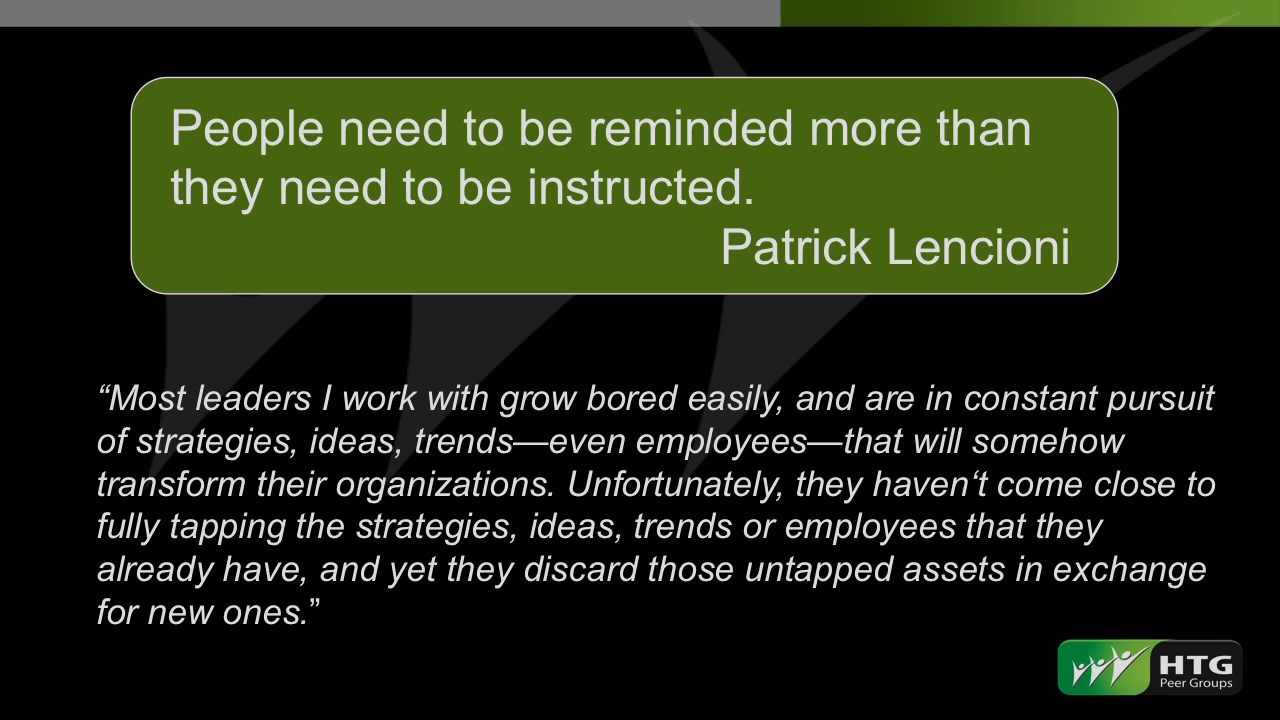 People need to be reminded more than
they need to be instructed.
Patrick Lencioni
“Most leaders I work with grow bored easily, and are in constant pursuit
of strategies, ideas, trends—even employees—that will somehow
transform their organizations. Unfortunately, they haven‘t come close to
fully tapping the strategies, ideas, trends or employees that they
already have, and yet they discard those untapped assets in exchange
for new ones.”
HTG
Peer Groups